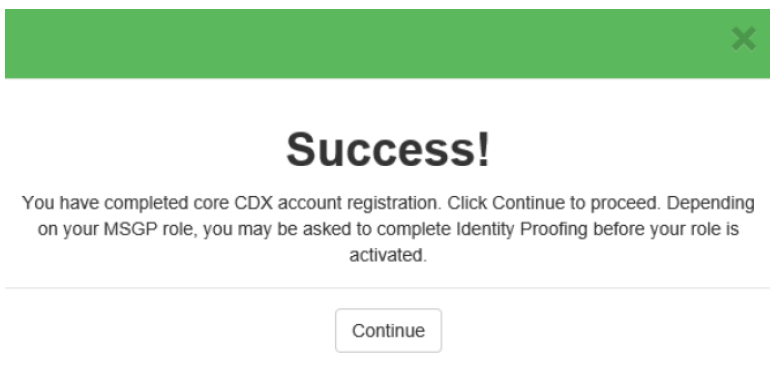 Success!
You have completed core CDX account registration. Click Continue to proceed. Depending
on your MSGP role, you may be asked to complete Identity Proofing before your role is
activated.
Continue